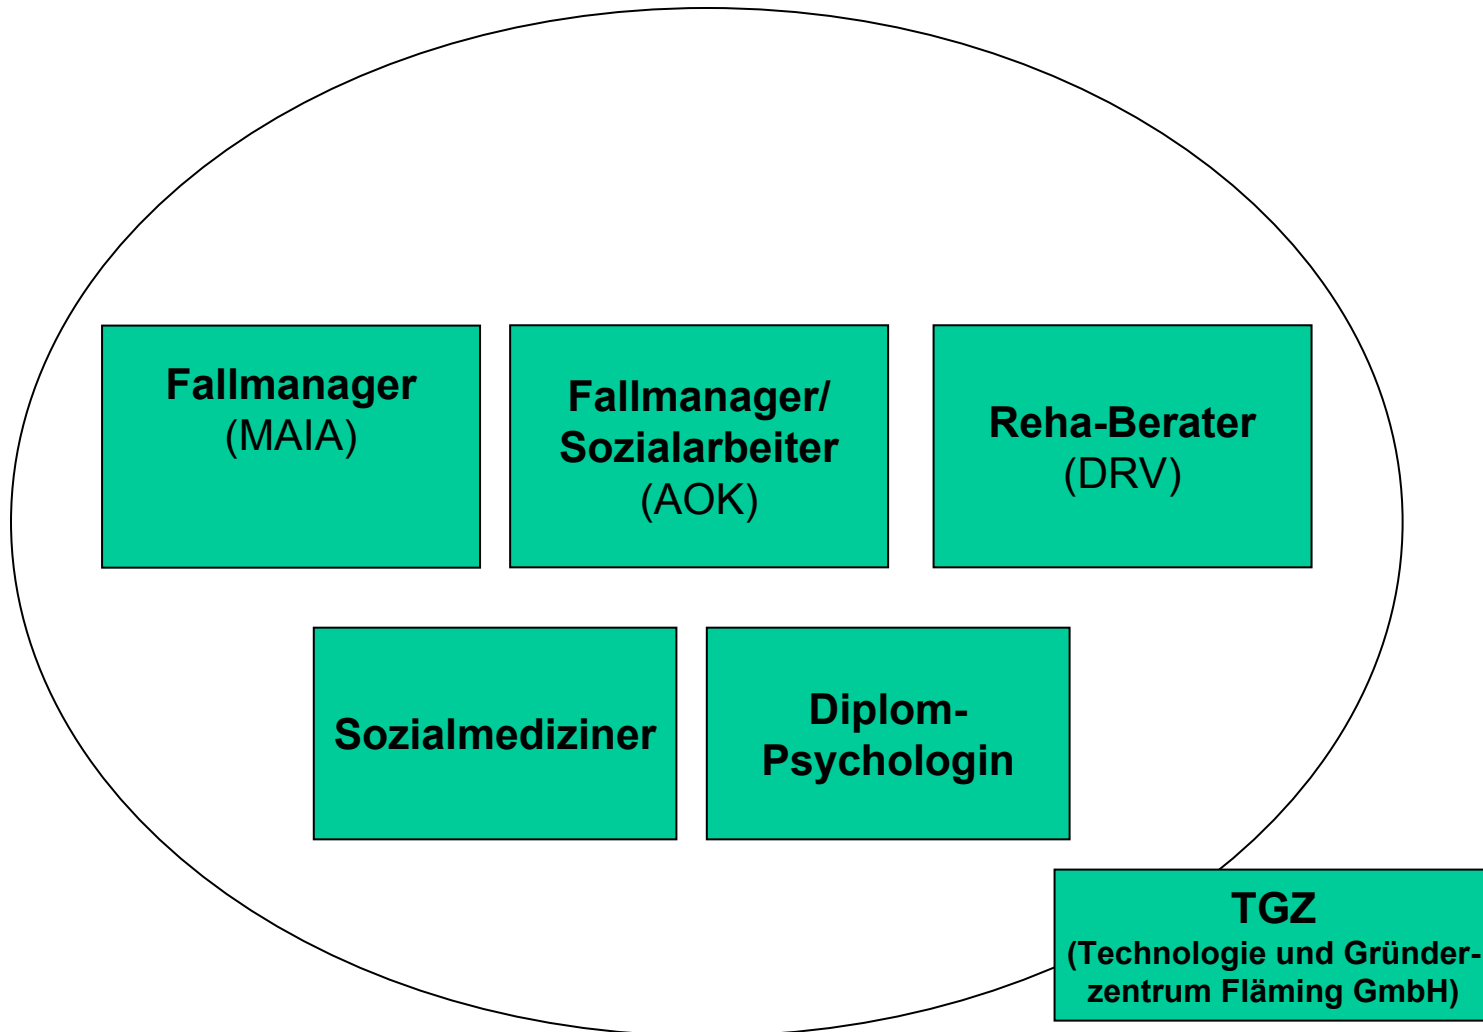 Fallmanager
(MAIA)
Fallmanager/
Sozialarbeiter
(AOK)
Reha-Berater
(DRV)
Sozialmediziner
Diplom-
Psychologin
TGZ
(Technologie und Gründer-
zentrum Fläming GmbH)